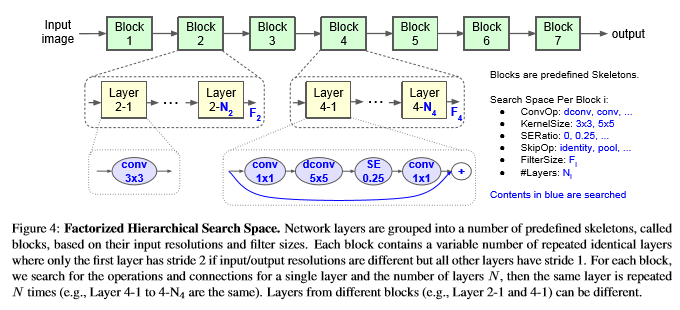 Input image
Block 1
Block 2
Block 3
Block 4
Block 5
Block 6
Block 7
output
Layer 2-1
...
Layer 2-N2
F2
Layer 4-1
...
Layer 4-N4
F4
conv 3x3
conv 1x1
dconv 5x5
SE 0.25
conv 1x1
+
Blocks are predefined Skeletons.
Search Space Per Block i:
• ConvOp: dconv, conv, ...
• KernelSize: 3x3, 5x5
• SERatio: 0, 0.25, ...
• SkipOp: identity, pool, ...
• FilterSize: Fi
• #Layers: Ni
Contents in blue are searched
Figure 4: Factorized Hierarchical Search Space. Network layers are grouped into a number of predefined skeletons, called
blocks, based on their input resolutions and filter sizes. Each block contains a variable number of repeated identical layers
where only the first layer has stride 2 if input/output resolutions are different but all other layers have stride 1. For each block,
we search for the operations and connections for a single layer and the number of layers N, then the same layer is repeated
N times (e.g., Layer 4-1 to 4-N4 are the same). Layers from different blocks (e.g., Layer 2-1 and 4-1) can be different.